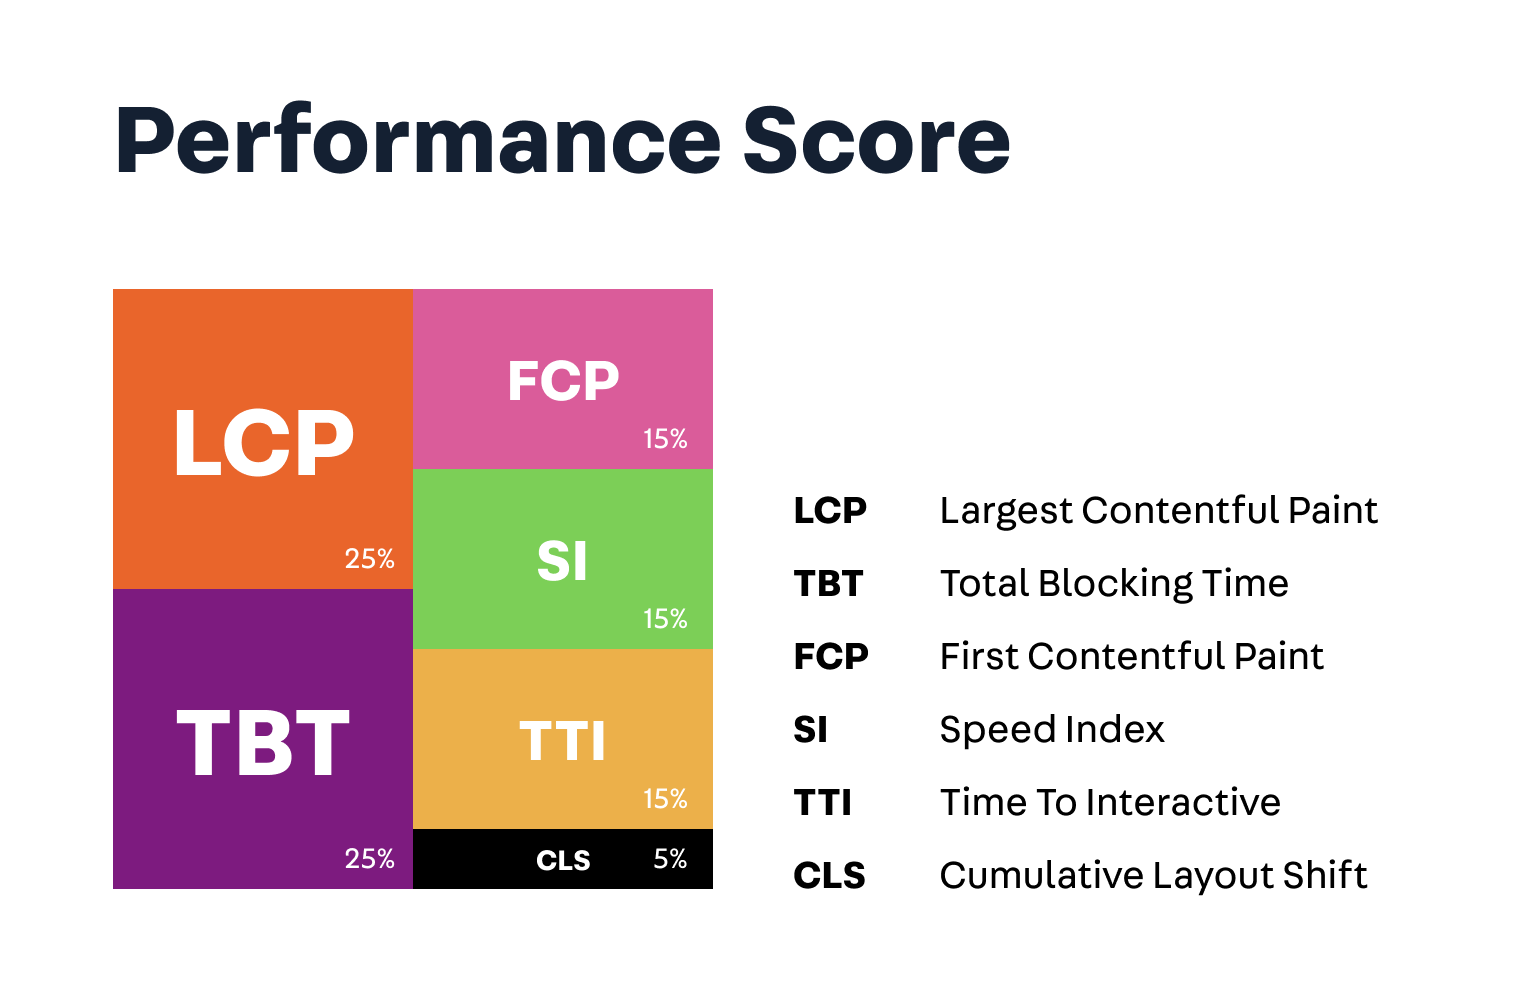 Performance Score
LCP
25%
TBT
25%
FCP
15%
SI
15%
TTI
15%
CLS 5%
LCP Largest Contentful Paint
TBT Total Blocking Time
FCP First Contentful Paint
SI Speed Index
TTI Time To Interactive
CLS Cumulative Layout Shift